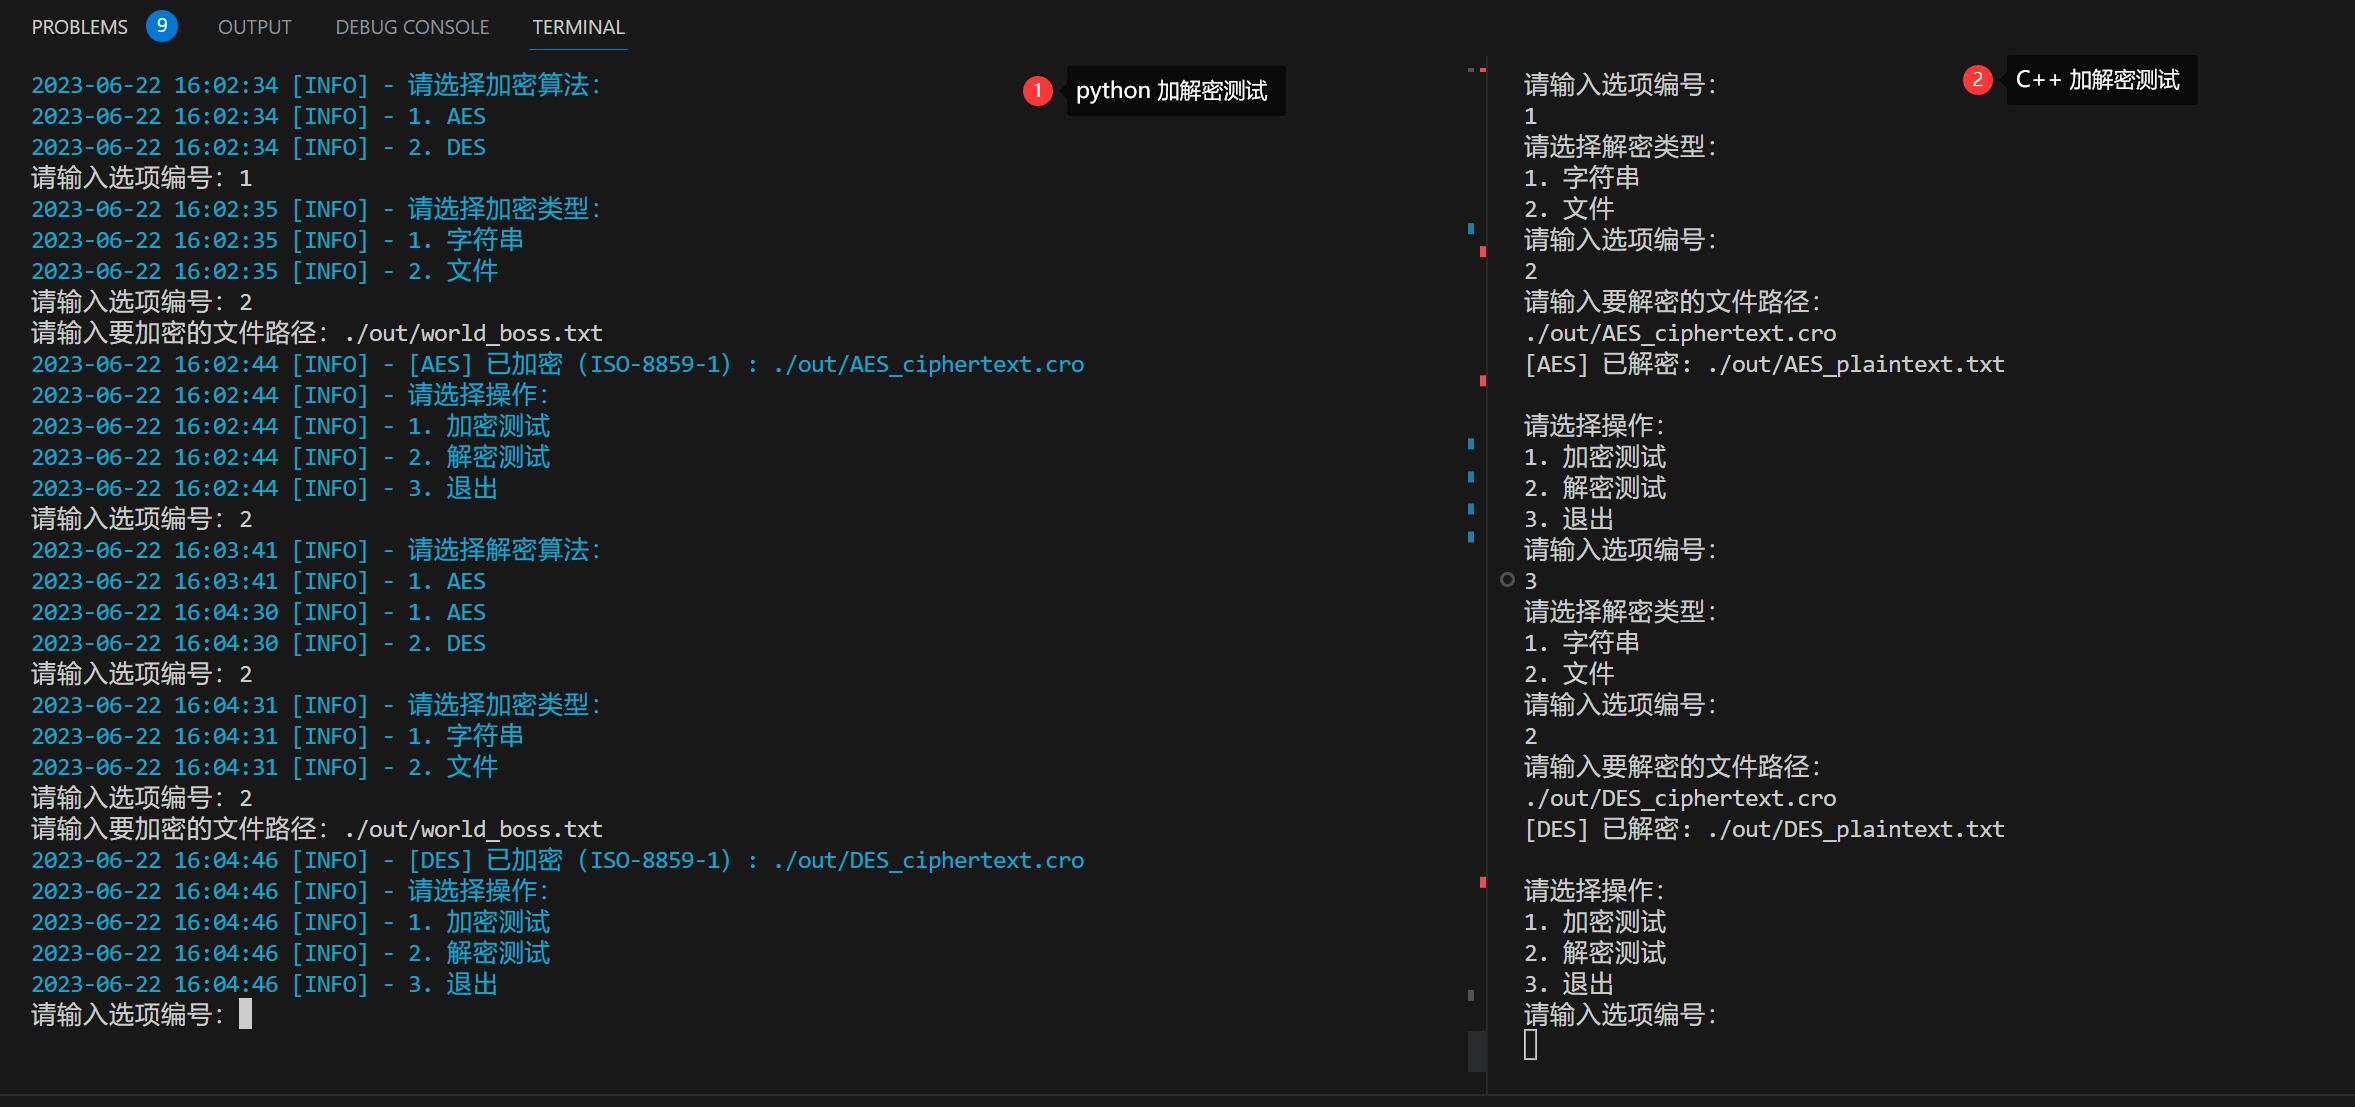 PROBLEMS 9 OUTPUT DEBUG CONSOLE TERMINAL
2023-06-22 16:02:34 [INFO] - 请选择加密算法:
2023-06-22 16:02:34 [INFO] - 1. AES
2023-06-22 16:02:34 [INFO] - 2. DES
请输入选项编号: 1
2023-06-22 16:02:35 [INFO] - 请选择加密类型:
2023-06-22 16:02:35 [INFO] - 1. 字符串
2023-06-22 16:02:35 [INFO] - 2. 文件
请输入选项编号: 2
请输入要加密的文件路径: ./out/world_boss.txt
2023-06-22 16:02:44 [INFO] - [AES] 已加密 (ISO-8859-1) : ./out/AES_ciphertext.cro
2023-06-22 16:02:44 [INFO] - 请选择操作:
2023-06-22 16:02:44 [INFO] - 1. 加密测试
2023-06-22 16:02:44 [INFO] - 2. 解密测试
2023-06-22 16:02:44 [INFO] - 3. 退出
请输入选项编号: 2
2023-06-22 16:03:41 [INFO] - 请选择解密算法:
2023-06-22 16:03:41 [INFO] - 1. AES
2023-06-22 16:04:30 [INFO] - 1. AES
2023-06-22 16:04:30 [INFO] - 2. DES
请输入选项编号: 2
2023-06-22 16:04:31 [INFO] - 请选择加密类型:
2023-06-22 16:04:31 [INFO] - 1. 字符串
2023-06-22 16:04:31 [INFO] - 2. 文件
请输入选项编号: 2
请输入要加密的文件路径: ./out/world_boss.txt
2023-06-22 16:04:46 [INFO] - [DES] 已加密 (ISO-8859-1) : ./out/DES_ciphertext.cro
2023-06-22 16:04:46 [INFO] - 请选择操作:
2023-06-22 16:04:46 [INFO] - 1. 加密测试
2023-06-22 16:04:46 [INFO] - 2. 解密测试
2023-06-22 16:04:46 [INFO] - 3. 退出
请输入选项编号:
1 python 加解密测试
请输入选项编号:
1
请选择解密类型:
1. 字符串
2. 文件
请输入选项编号:
2
请输入要解密的文件路径:
./out/AES_ciphertext.cro
[AES] 已解密: ./out/AES_plaintext.txt
请选择操作:
1. 加密测试
2. 解密测试
3. 退出
请输入选项编号:
3
请选择解密类型:
1. 字符串
2. 文件
请输入选项编号:
2
请输入要解密的文件路径:
./out/DES_ciphertext.cro
[DES] 已解密: ./out/DES_plaintext.txt
请选择操作:
1. 加密测试
2. 解密测试
3. 退出
请输入选项编号:
2 C++ 加解密测试